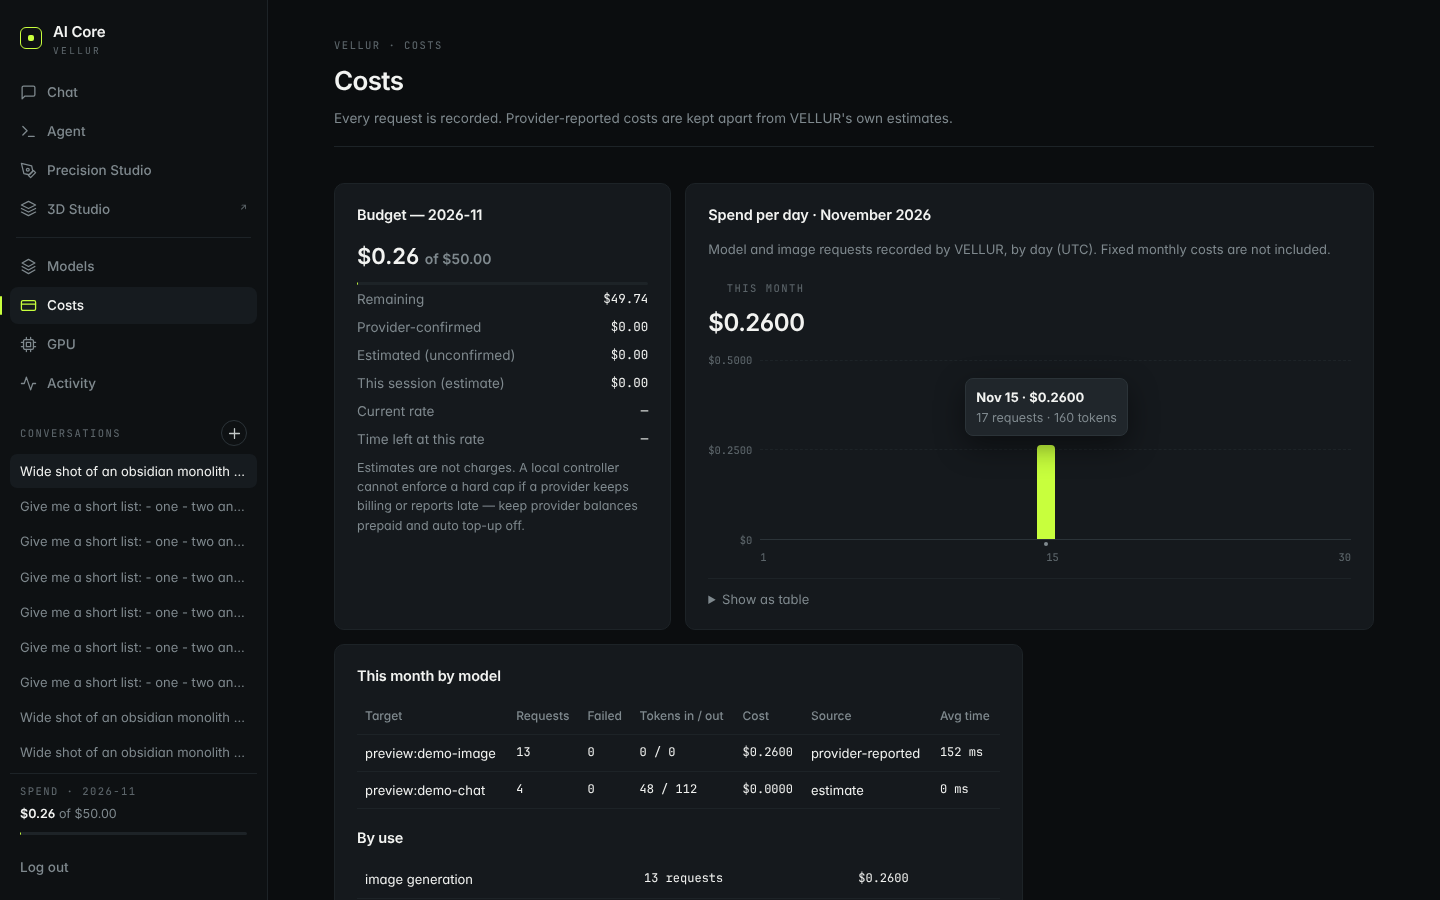 AI Core
VELLUR
Chat
Agent
Precision Studio
3D Studio
Models
Costs
GPU
Activity
CONVERSATIONS
Wide shot of an obsidian monolith ...
Give me a short list: - one - two an...
Give me a short list: - one - two an...
Give me a short list: - one - two an...
Give me a short list: - one - two an...
Give me a short list: - one - two an...
Give me a short list: - one - two an...
Wide shot of an obsidian monolith ...
Wide shot of an obsidian monolith ...
SPEND · 2026-11
$0.26 of $50.00
Log out
VELLUR · COSTS
Costs
Every request is recorded. Provider-reported costs are kept apart from VELLUR's own estimates.
Budget — 2026-11
$0.26 of $50.00
Remaining $49.74
Provider-confirmed $0.00
Estimated (unconfirmed) $0.00
This session (estimate) $0.00
Current rate —
Time left at this rate —
Estimates are not charges. A local controller
cannot enforce a hard cap if a provider keeps
billing or reports late — keep provider balances
prepaid and auto top-up off.
Spend per day · November 2026
Model and image requests recorded by VELLUR, by day (UTC). Fixed monthly costs are not included.
THIS MONTH
$0.2600
$0.5000
Nov 15 · $0.2600
17 requests · 160 tokens
$0.2500
$0
1 15 30
Show as table
This month by model
Target Requests Failed Tokens in / out Cost Source Avg time
preview:demo-image 13 0 0 / 0 $0.2600 provider-reported 152 ms
preview:demo-chat 4 0 48 / 112 $0.0000 estimate 0 ms
By use
image generation 13 requests $0.2600